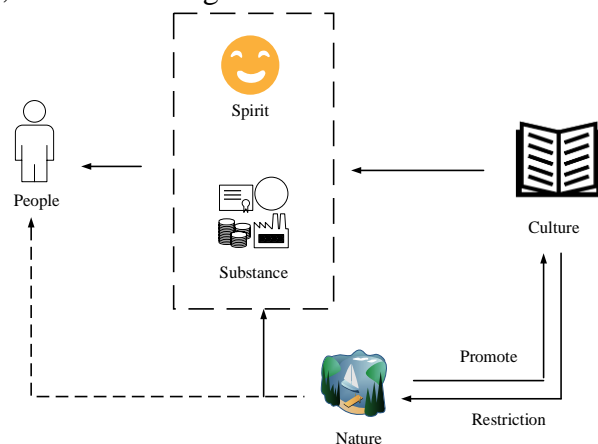 Spirit
People
Substance
Culture
Promote
Restriction
Nature